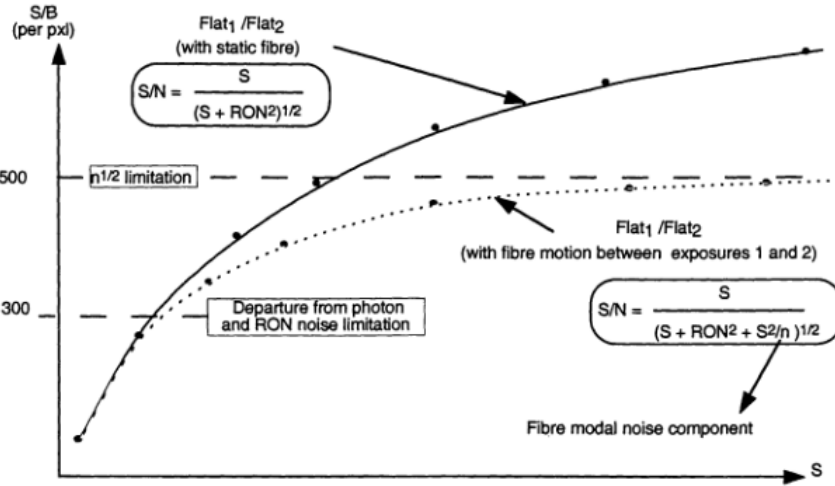 S/B
(per pxl)
Flat1 /Flat2
(with static fibre)
S/N = S / (S + RON2)1/2
500
n1/2 limitation
Flat1 /Flat2
(with fibre motion between exposures 1 and 2)
300
Departure from photon
and RON noise limitation
S/N = S / (S + RON2 + S2/n )1/2
Fibre modal noise component
S